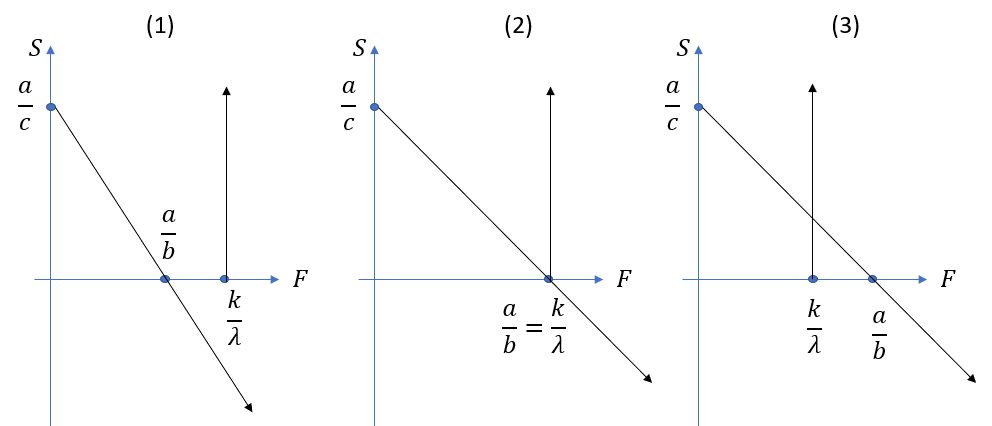 (1)
S
a/c
a/b
k/λ
F
(2)
S
a/c
a/b = k/λ
F
(3)
S
a/c
k/λ
a/b
F